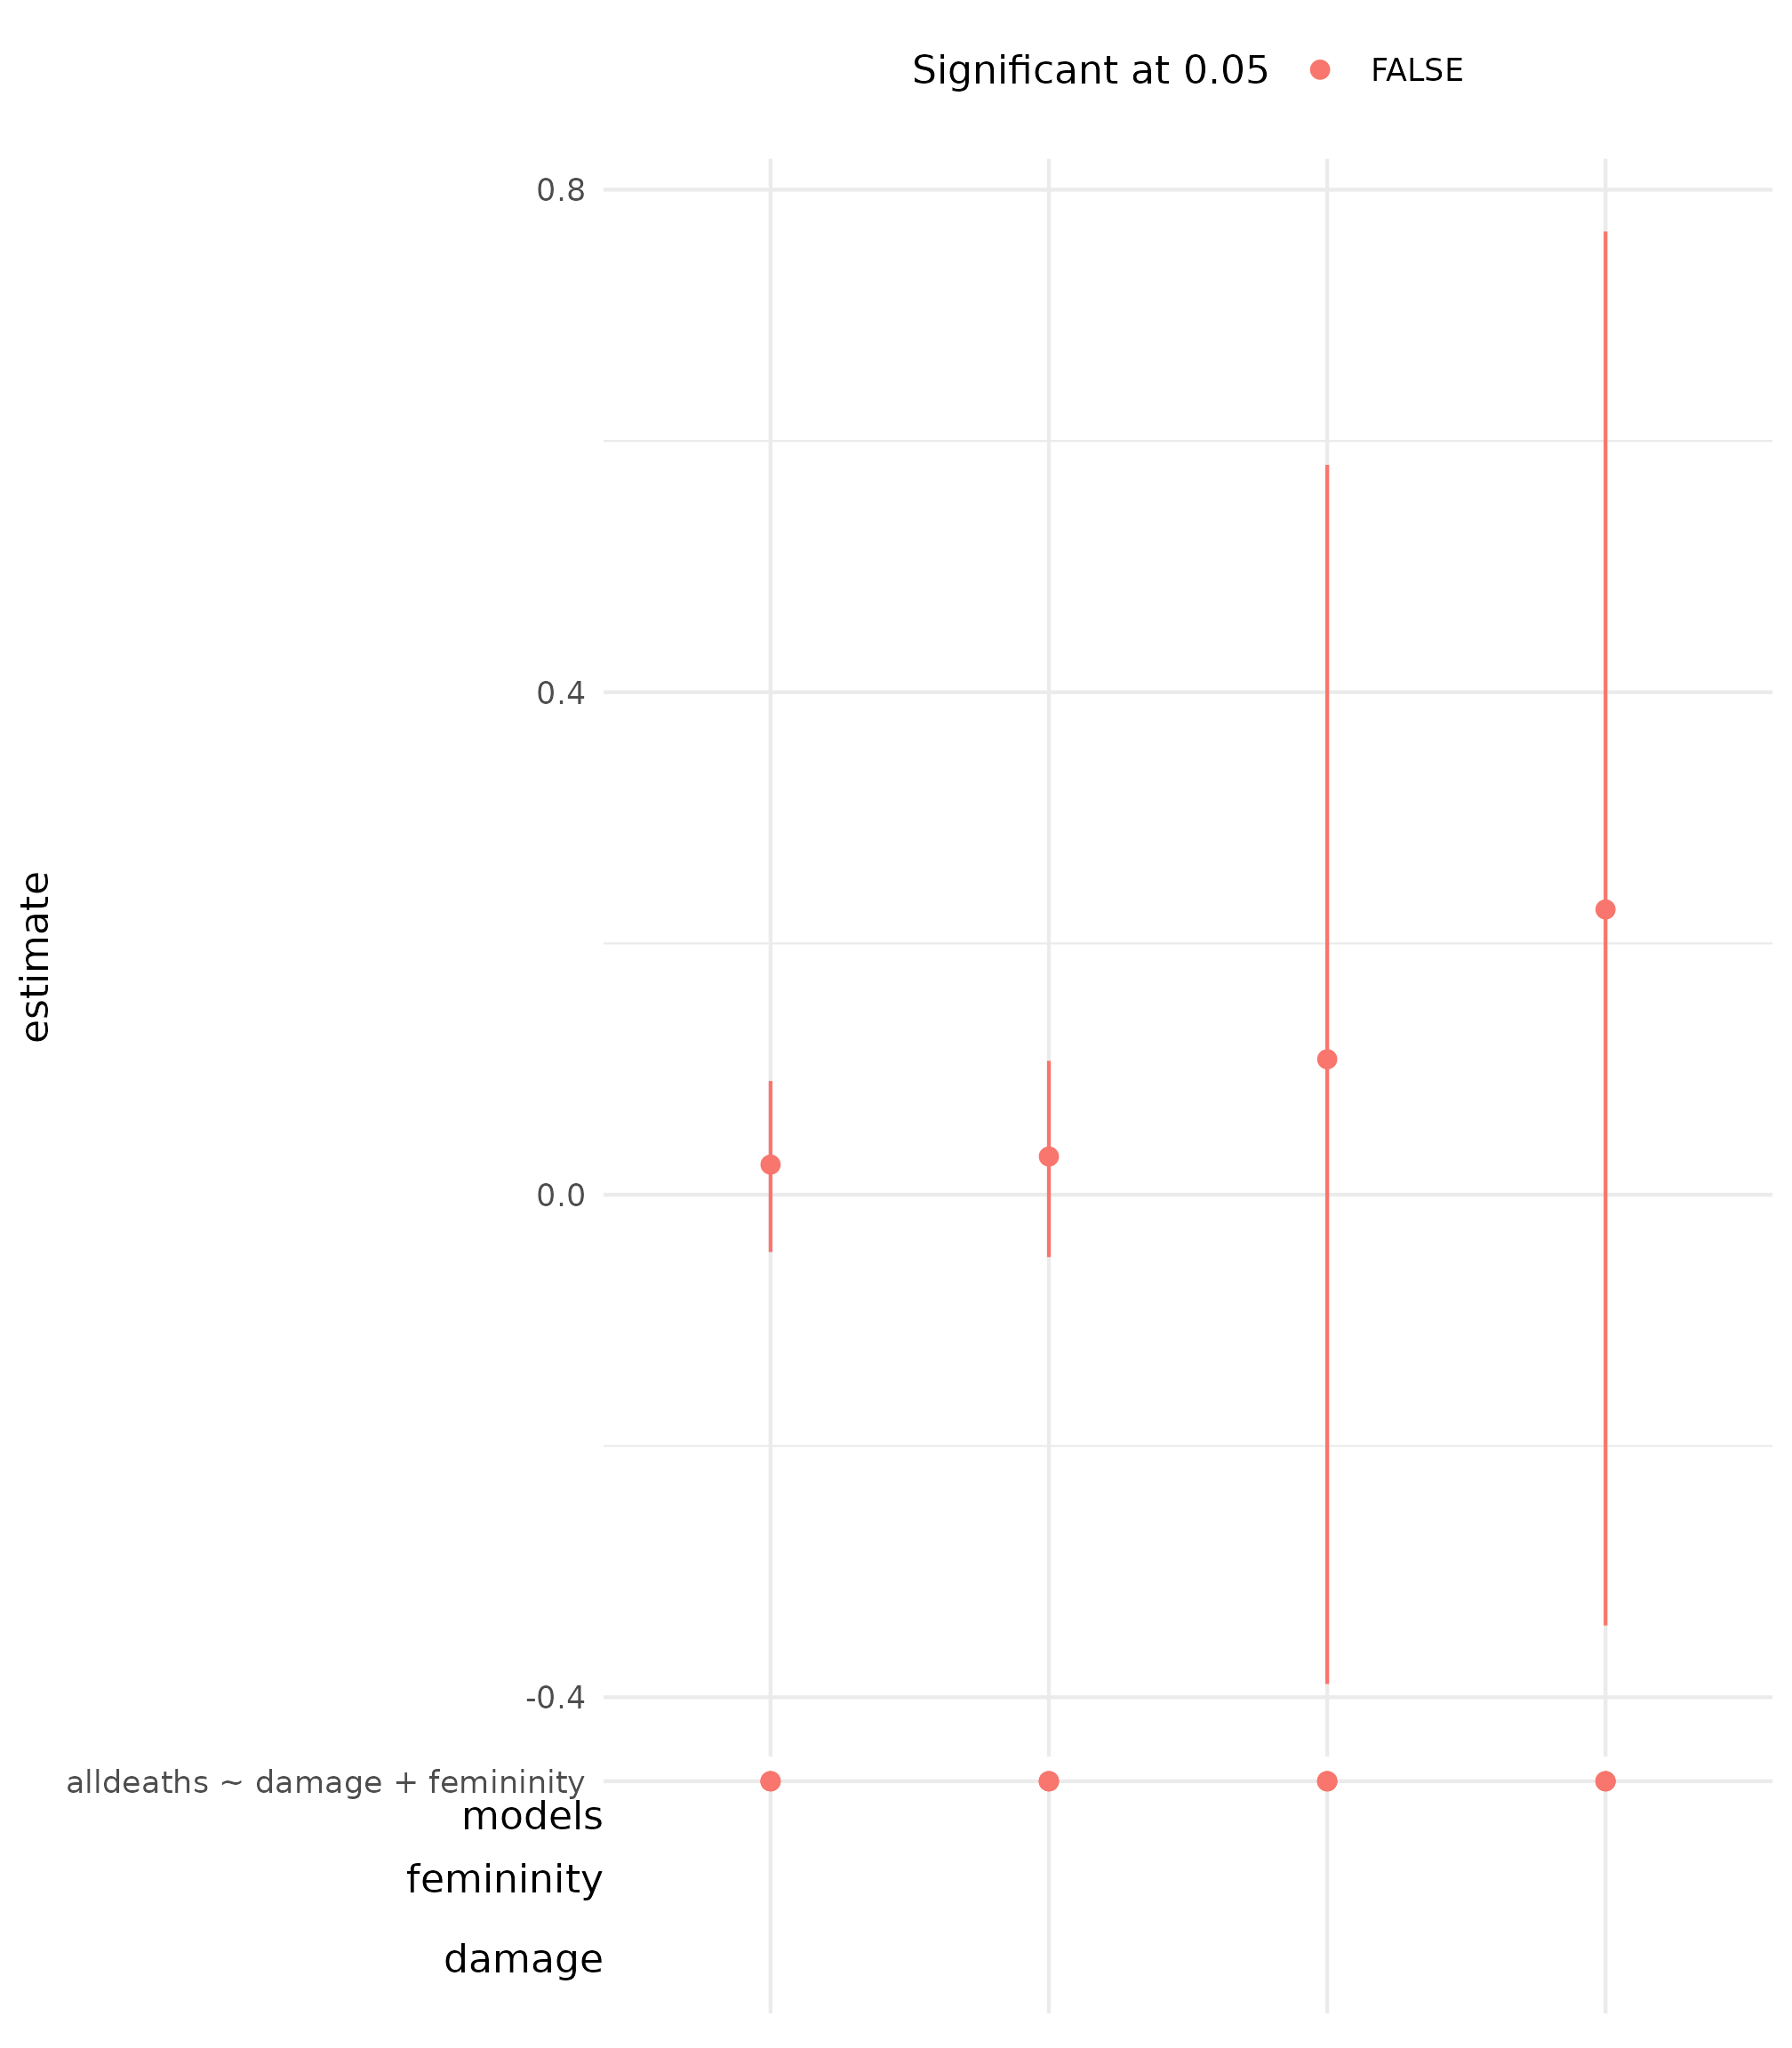 Significant at 0.05 FALSE
0.8
0.4
estimate
0.0
-0.4
alldeaths ~ damage + femininity
models
femininity
damage